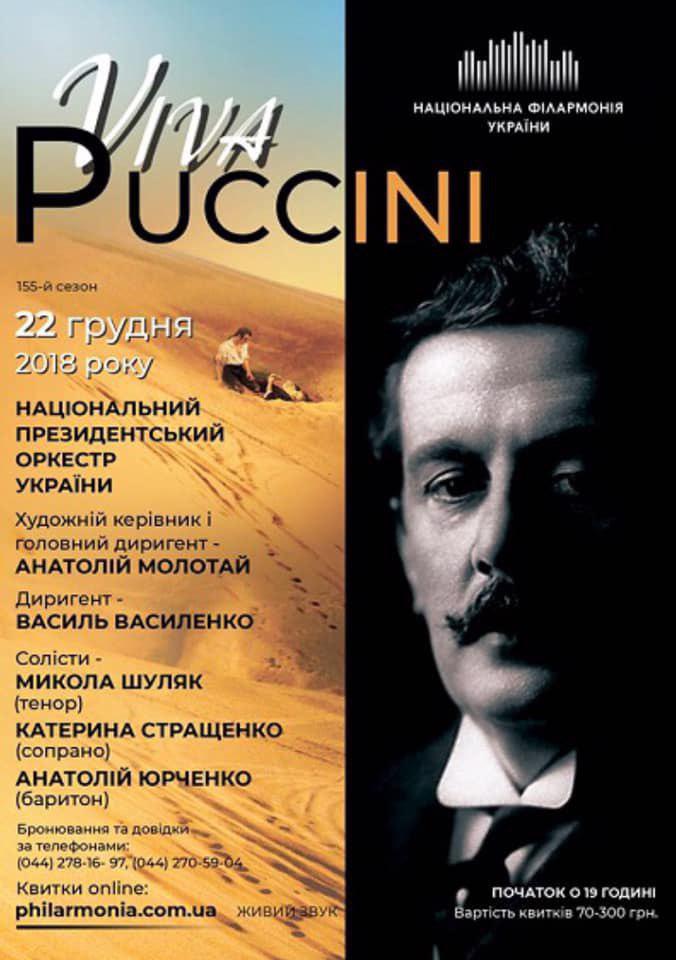 VIVA
PUCCINI
НАЦІОНАЛЬНА ФІЛАРМОНІЯ
УКРАЇНИ
155-й сезон
22 грудня
2018 року
НАЦІОНАЛЬНИЙ
ПРЕЗИДЕНТСЬКИЙ
ОРКЕСТР
УКРАЇНИ
Художній керівник і
головний диригент -
АНАТОЛІЙ МОЛОТАЙ
Диригент -
ВАСИЛЬ ВАСИЛЕНКО
Солісти -
МИКОЛА ШУЛЯК
(тенор)
КАТЕРИНА СТРАЩЕНКО
(сопрано)
АНАТОЛІЙ ЮРЧЕНКО
(баритон)
Бронювання та довідки
за телефонами:
(044) 278-16- 97, (044) 270-59-04
Квитки online:
philarmonia.com.ua ЖИВИЙ ЗВУК
ПОЧАТОК О 19 ГОДИНІ
Вартість квитків 70-300 грн.